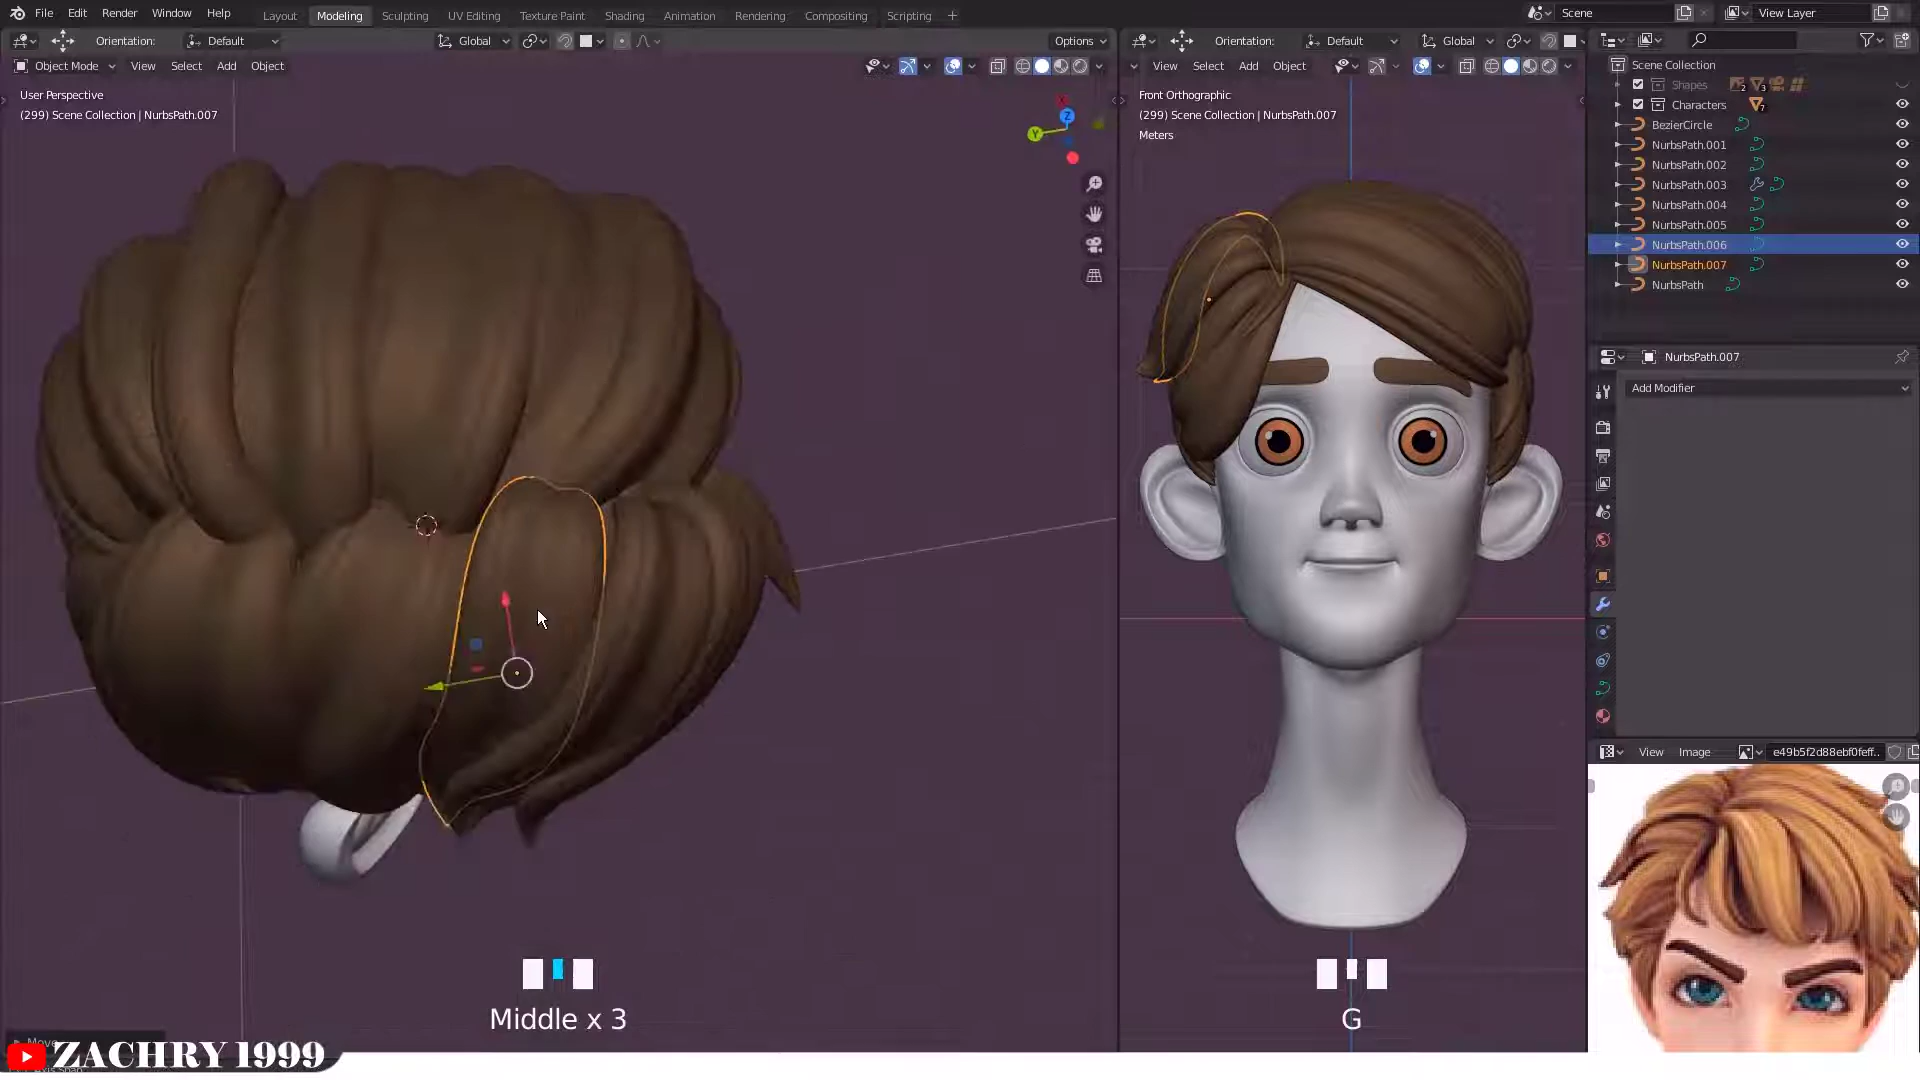 File Edit Render Window Help Layout Modeling Sculpting UV Editing Texture Paint Shading Animation Rendering Compositing Scripting + Scene View Layer
Orientation: Default Global Options Orientation: Default Global
Object Mode View Select Add Object View Select Add Object
User Perspective
(299) Scene Collection | NurbsPath.007
Front Orthographic
(299) Scene Collection | NurbsPath.007
Meters
X
Y
Z
Scene Collection
Shapes 2 3
Characters 7
BezierCircle
NurbsPath.001
NurbsPath.002
NurbsPath.003
NurbsPath.004
NurbsPath.005
NurbsPath.006
NurbsPath.007
NurbsPath
NurbsPath.007
Add Modifier
View Image e49b5f2d88ebf0feff..
Middle x 3
G
Move
ZACHRY 1999